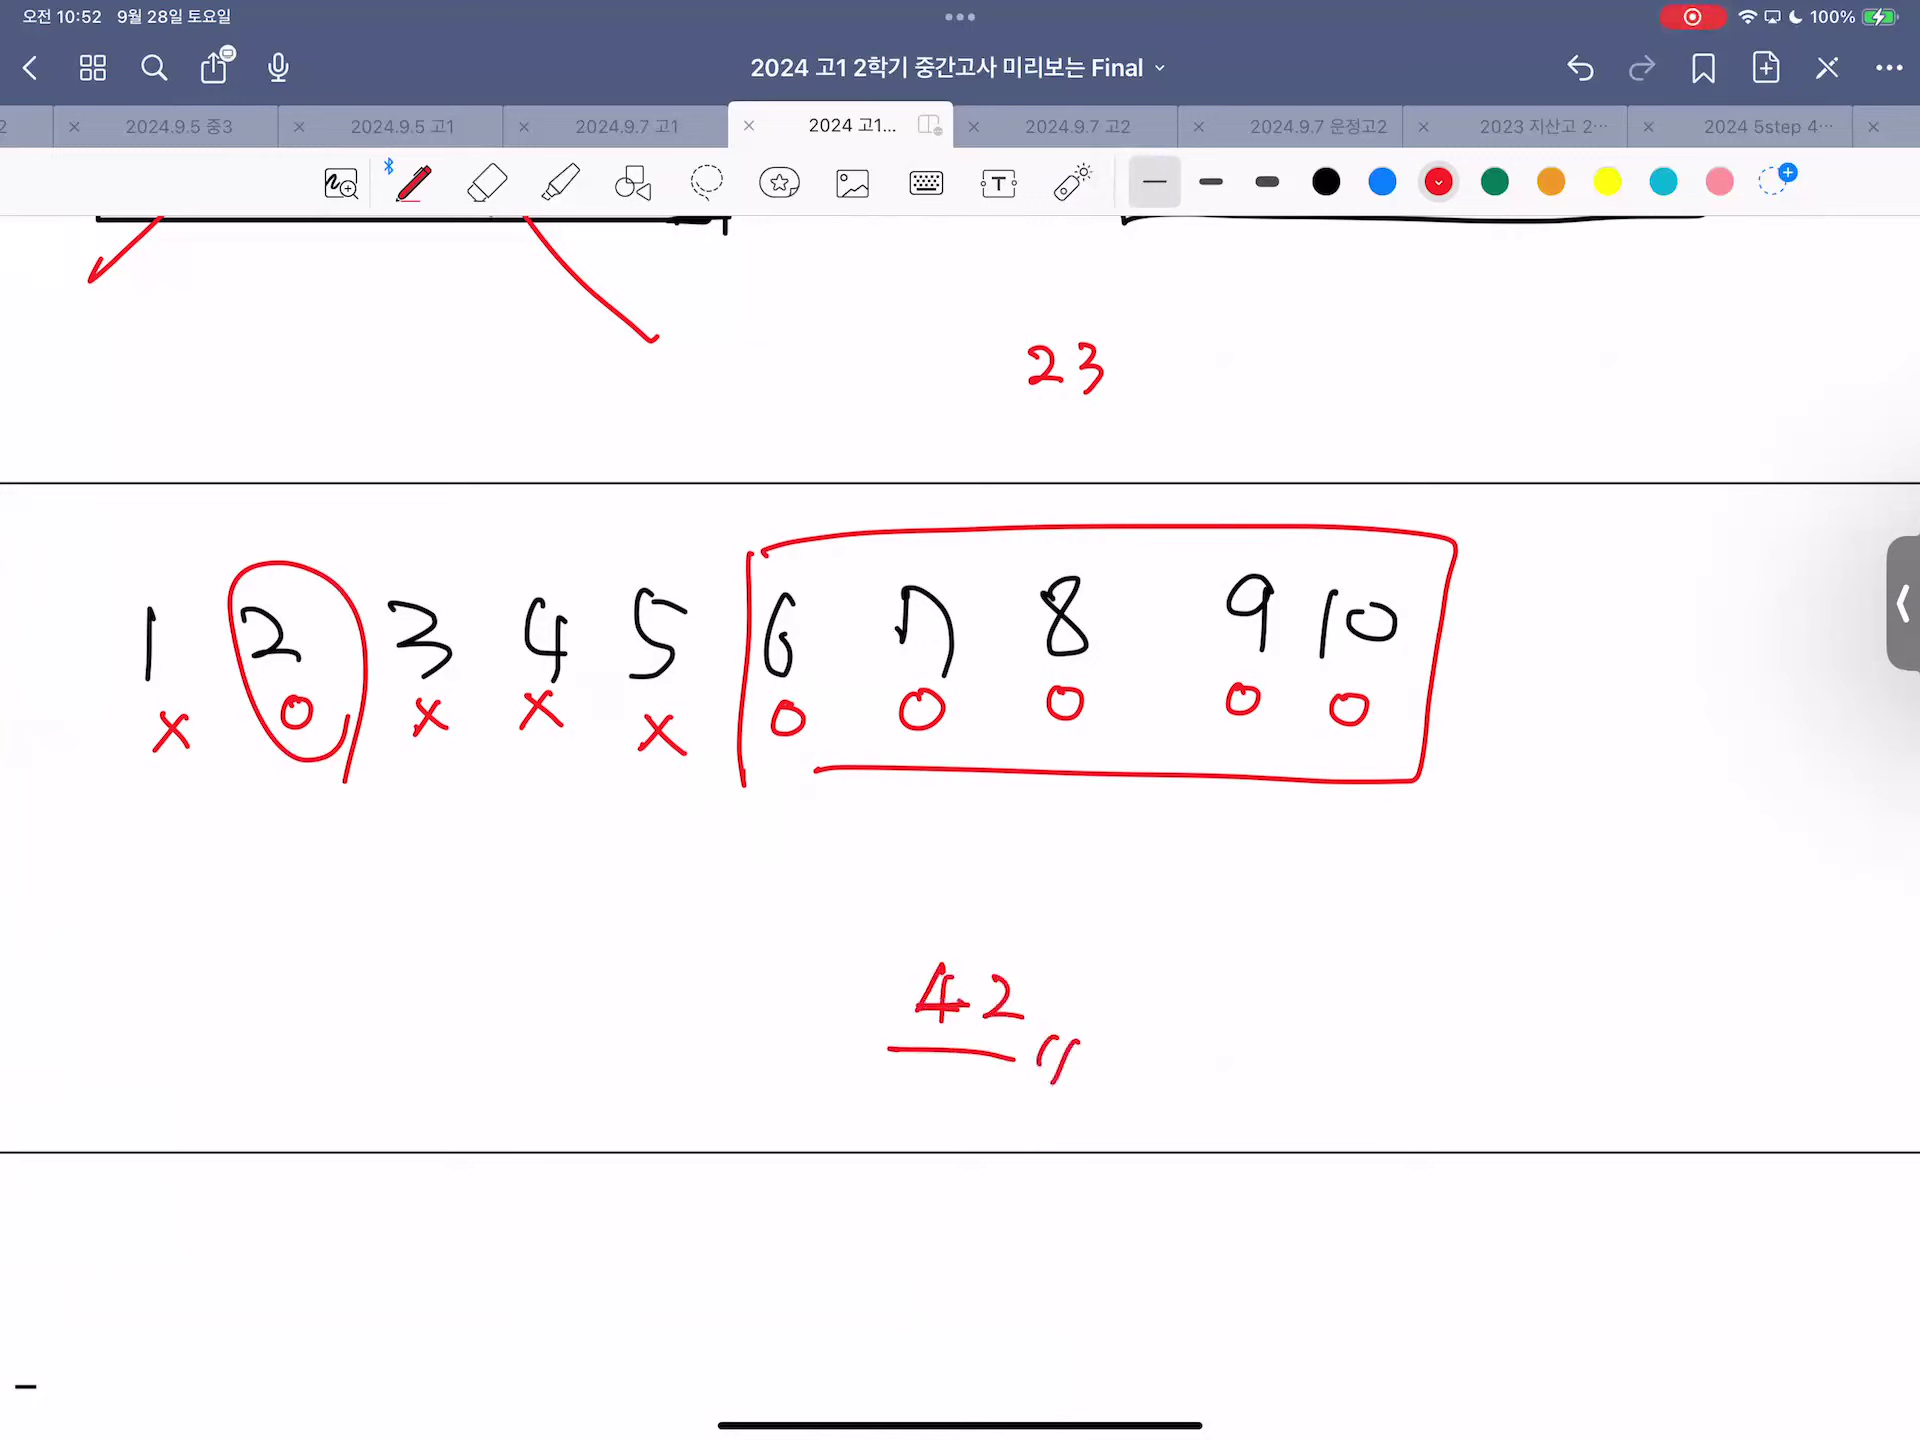 오전 10:52 9월 28일 토요일
100%
2024 고1 2학기 중간고사 미리보는 Final
2 2024.9.5 중3 2024.9.5 고1 2024.9.7 고1 2024 고1... 2024.9.7 고2 2024.9.7 운정고2 2023 지산고 2... 2024 5step 4...
T
23
1 2 3 4 5 6 7 8 9 10
x o x x x o o o o o
42